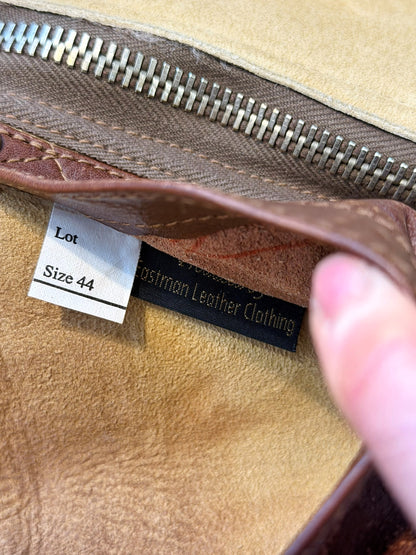 Lot
Size 44
Eastman Leather Clothing